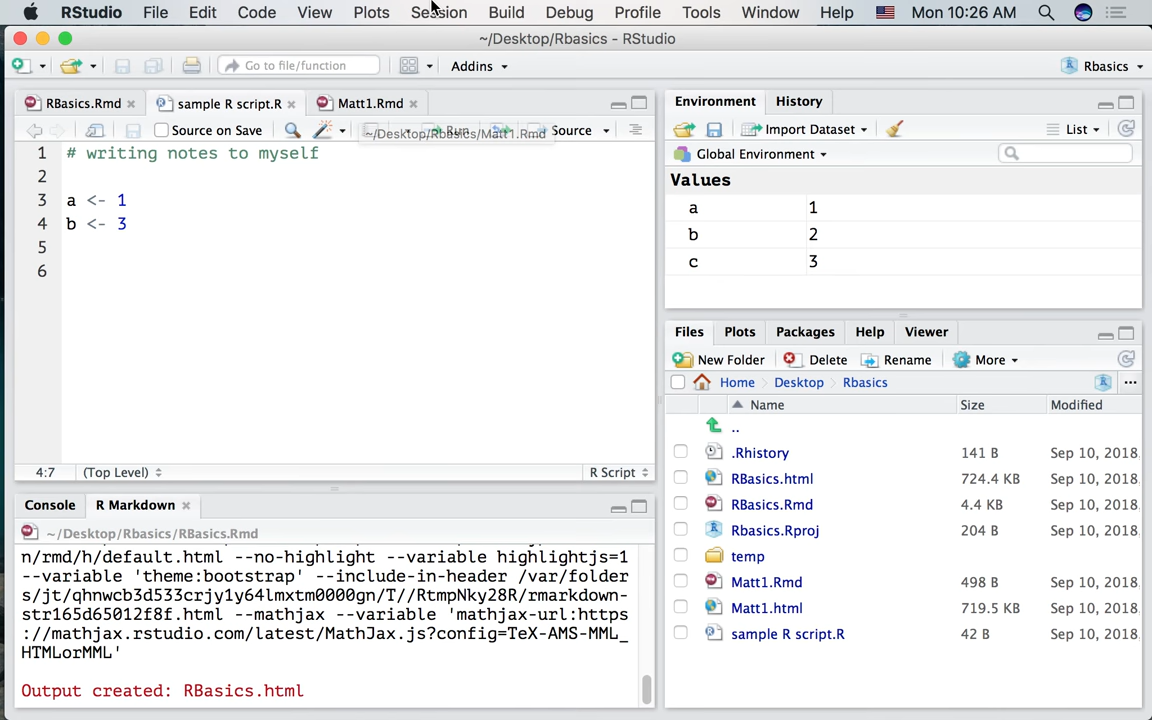 RStudio File Edit Code View Plots Session Build Debug Profile Tools Window Help Mon 10:26 AM
~/Desktop/Rbasics - RStudio
Go to file/function Addins Rbasics
RBasics.Rmd sample R script.R Matt1.Rmd
Source on Save Run Source
~/Desktop/Rbasics/Matt1.Rmd
1 # writing notes to myself
2
3 a <- 1
4 b <- 3
5
6
4:7 (Top Level) R Script
Console R Markdown
~/Desktop/Rbasics/RBasics.Rmd
n/rmd/h/default.html --no-highlight --variable highlightjs=1
--variable 'theme:bootstrap' --include-in-header /var/folder
s/jt/qhnwcb3d533crjy1y64lmxtm0000gn/T//RtmpNky28R/rmarkdown-
str165d65012f8f.html --mathjax --variable 'mathjax-url:https
://mathjax.rstudio.com/latest/MathJax.js?config=TeX-AMS-MML_
HTMLorMML'
Output created: RBasics.html
Environment History
Import Dataset List
Global Environment
Values
a 1
b 2
c 3
Files Plots Packages Help Viewer
New Folder Delete Rename More
Home Desktop Rbasics
Name Size Modified
..
.Rhistory 141 B Sep 10, 2018,
RBasics.html 724.4 KB Sep 10, 2018,
RBasics.Rmd 4.4 KB Sep 10, 2018,
Rbasics.Rproj 204 B Sep 10, 2018,
temp
Matt1.Rmd 498 B Sep 10, 2018,
Matt1.html 719.5 KB Sep 10, 2018,
sample R script.R 42 B Sep 10, 2018,